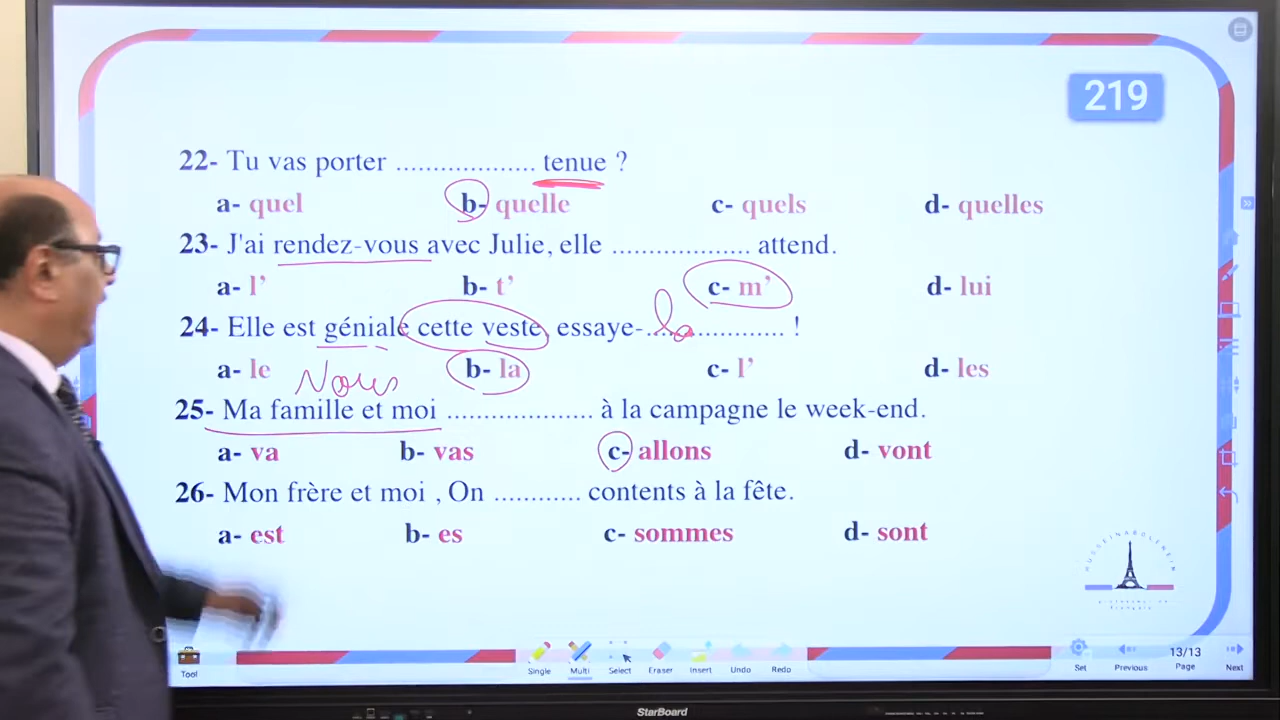 219
22- Tu vas porter .................. tenue ?
a- quel b- quelle c- quels d- quelles
23- J'ai rendez-vous avec Julie, elle .................. attend.
a- l’ b- t’ c- m’ d- lui
la
24- Elle est géniale cette veste, essaye-.................. !
a- le b- la c- l’ d- les
Nous
25- Ma famille et moi ................... à la campagne le week-end.
a- va b- vas c- allons d- vont
26- Mon frère et moi , On ............ contents à la fête.
a- est b- es c- sommes d- sont
Tool Single Multi Select Eraser Insert Undo Redo Set Previous 13/13 Page Next
StarBoard